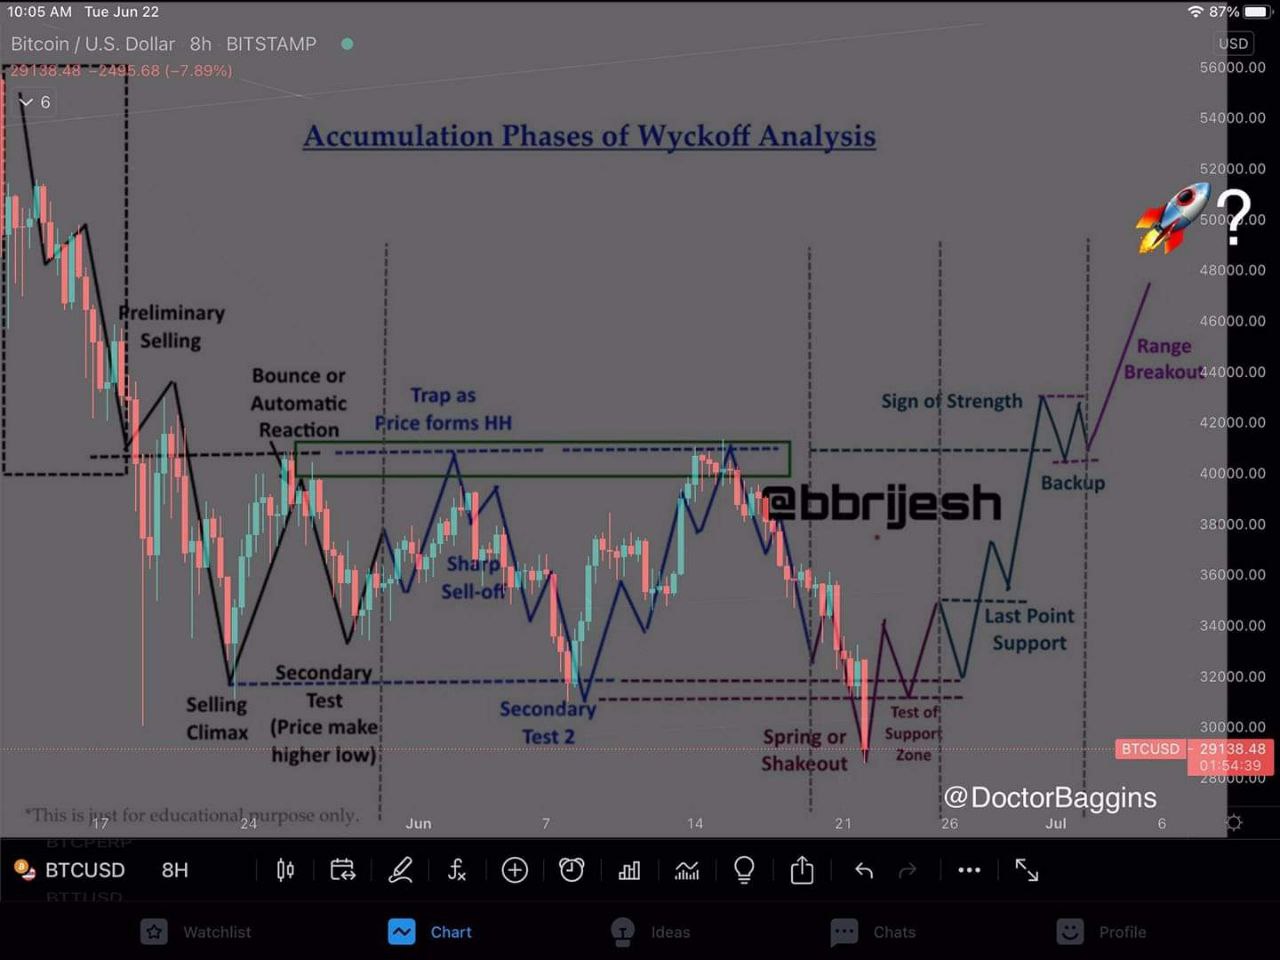 10:05 AM Tue Jun 22
87%
Bitcoin / U.S. Dollar 8h BITSTAMP
USD
29138.48 −2495.68 (−7.89%)
6
56000.00
54000.00
52000.00
50000.00
48000.00
46000.00
44000.00
42000.00
40000.00
38000.00
36000.00
34000.00
32000.00
30000.00
28000.00
Accumulation Phases of Wyckoff Analysis
?
Preliminary
Selling
Bounce or
Automatic
Reaction
Trap as
Price forms HH
Sign of Strength
Range
Breakout
Backup
@bbrijesh
Sharp
Sell-off
Last Point
Support
Selling
Climax
Secondary
Test
(Price make
higher low)
Secondary
Test 2
Spring or
Shakeout
Test of
Support
Zone
BTCUSD 29138.48
01:54:39
@DoctorBaggins
*This is just for educational purpose only.
17 24 Jun 7 14 21 26 Jul 6
BTCPERP
BTCUSD 8H
BTTUSD
Watchlist Chart Ideas Chats Profile